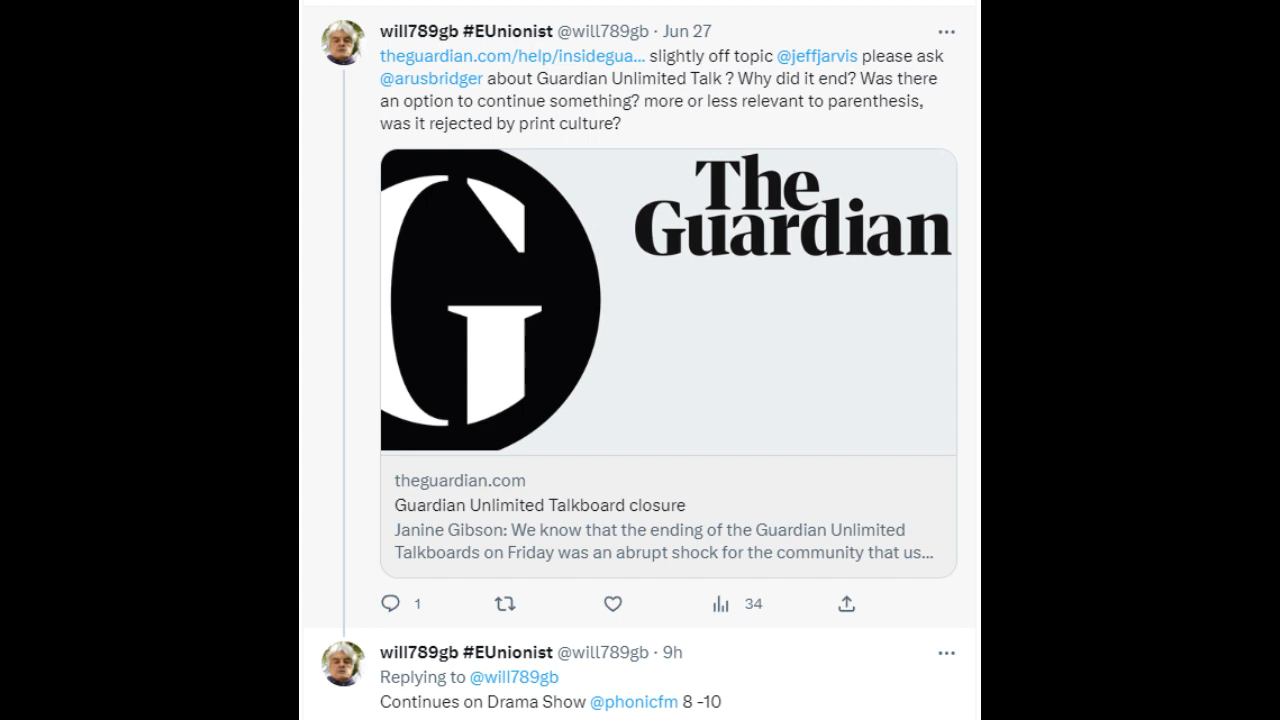 will789gb #EUnionist @will789gb · Jun 27
theguardian.com/help/insidegua... slightly off topic @jeffjarvis please ask
@arusbridger about Guardian Unlimited Talk ? Why did it end? Was there
an option to continue something? more or less relevant to parenthesis,
was it rejected by print culture?
G
The
Guardian
theguardian.com
Guardian Unlimited Talkboard closure
Janine Gibson: We know that the ending of the Guardian Unlimited
Talkboards on Friday was an abrupt shock for the community that us...
1
34
will789gb #EUnionist @will789gb · 9h
Replying to @will789gb
Continues on Drama Show @phonicfm 8 -10